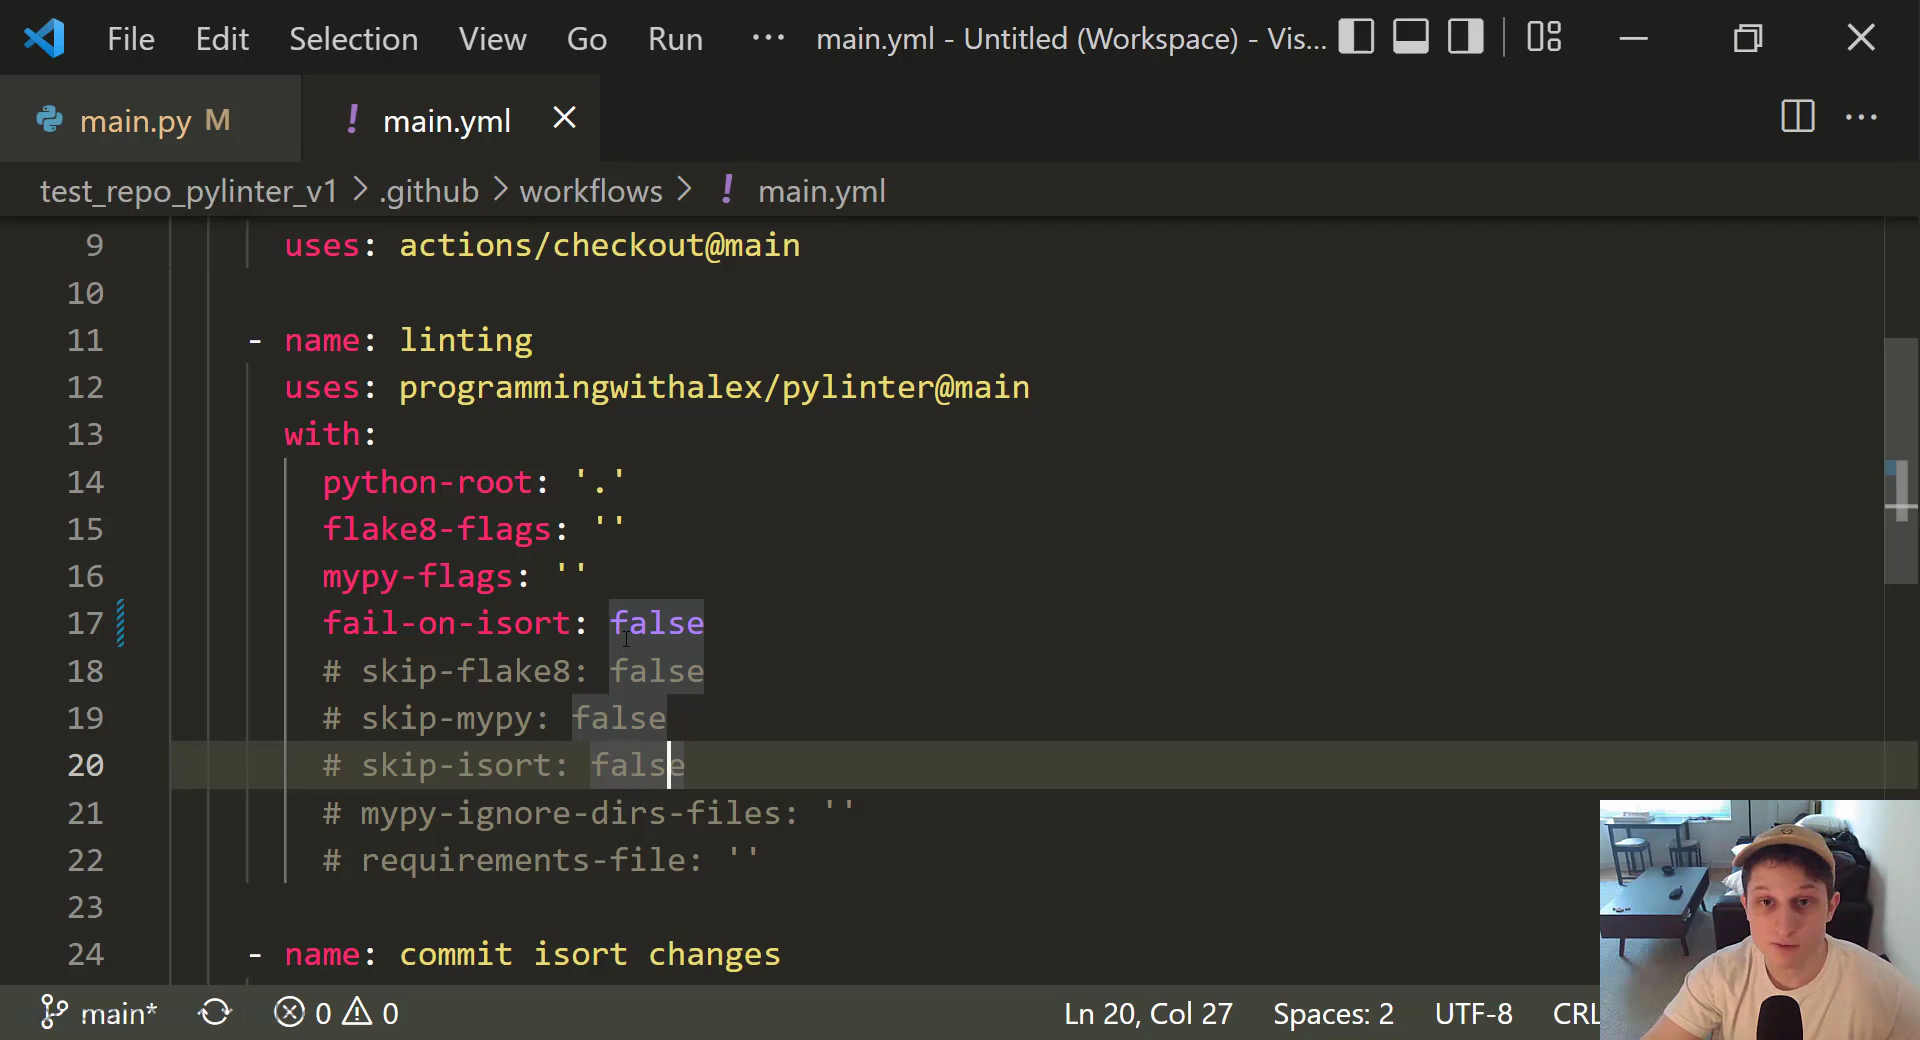 File Edit Selection View Go Run ··· main.yml - Untitled (Workspace) - Vis...
main.py M ! main.yml
test_repo_pylinter_v1 > .github > workflows > ! main.yml
9 uses: actions/checkout@main
10
11 - name: linting
12 uses: programmingwithalex/pylinter@main
13 with:
14 python-root: '.'
15 flake8-flags: ''
16 mypy-flags: ''
17 fail-on-isort: false
18 # skip-flake8: false
19 # skip-mypy: false
20 # skip-isort: false
21 # mypy-ignore-dirs-files: ''
22 # requirements-file: ''
23
24 - name: commit isort changes
main* 0 0 Ln 20, Col 27 Spaces: 2 UTF-8 CRL